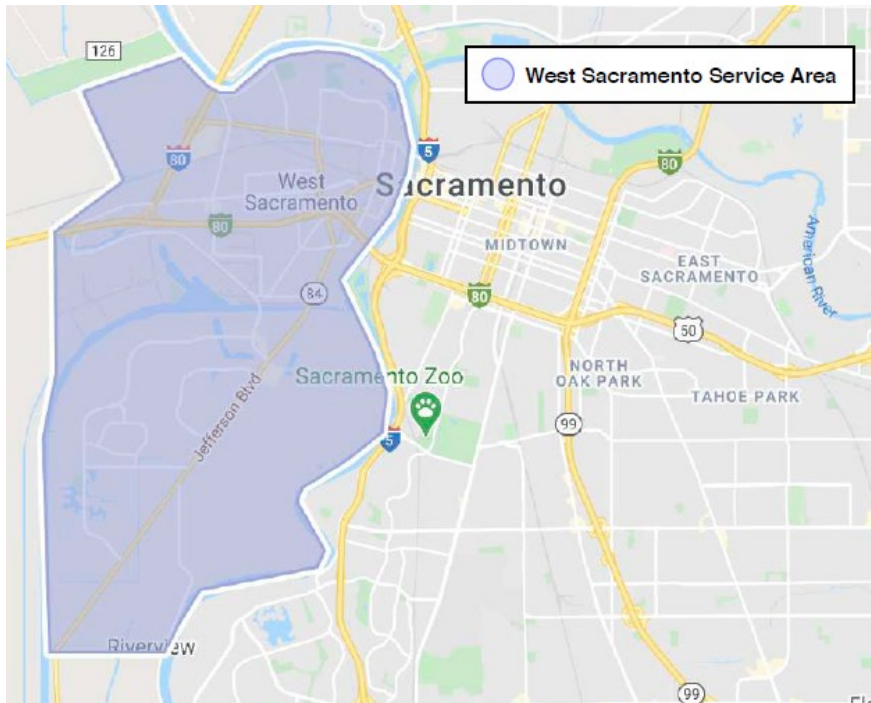 126
West Sacramento Service Area
5
80
West
Sacramento
Sacramento
80
80
MIDTOWN
EAST
SACRAMENTO
American River
84
80
50
Jefferson Blvd
Sacramento Zoo
NORTH
OAK PARK
TAHOE PARK
99
5
Riverview
99